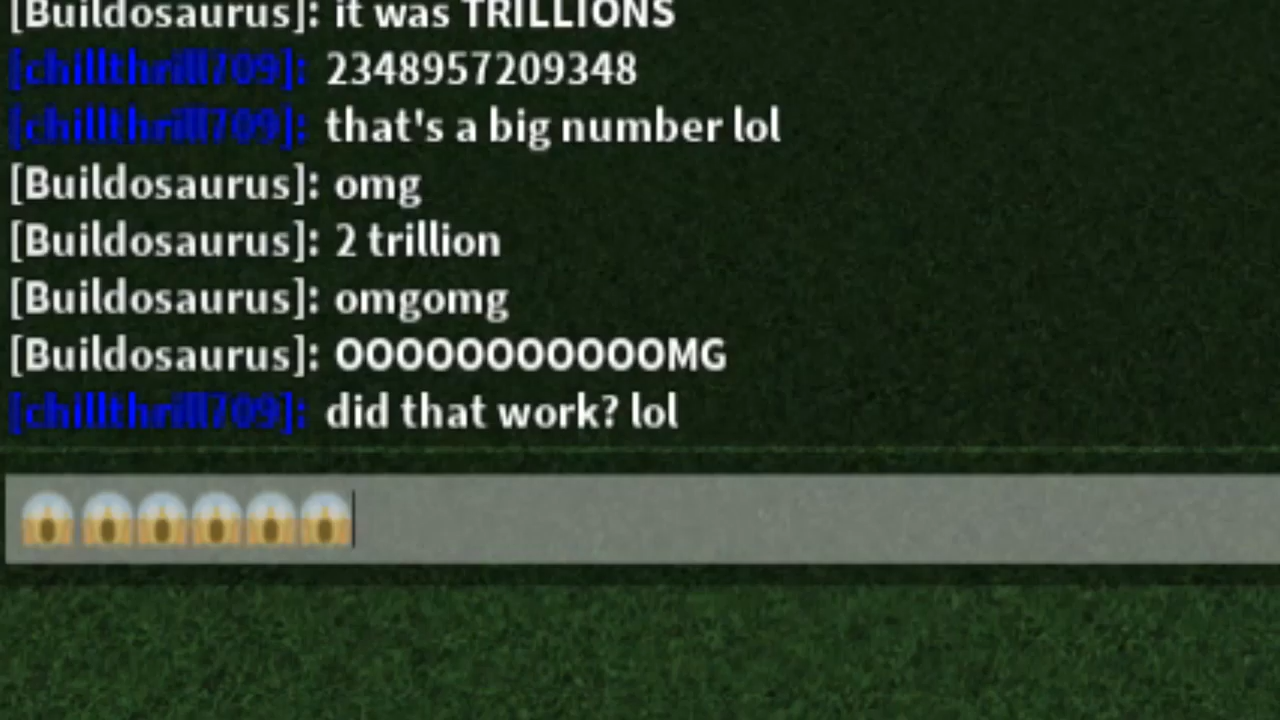 [Buildosaurus]: it was TRILLIONS
[chillthrill709]: 2348957209348
[chillthrill709]: that's a big number lol
[Buildosaurus]: omg
[Buildosaurus]: 2 trillion
[Buildosaurus]: omgomg
[Buildosaurus]: OOOOOOOOOOOOMG
[chillthrill709]: did that work? lol
😱 😱😱😱😱😱